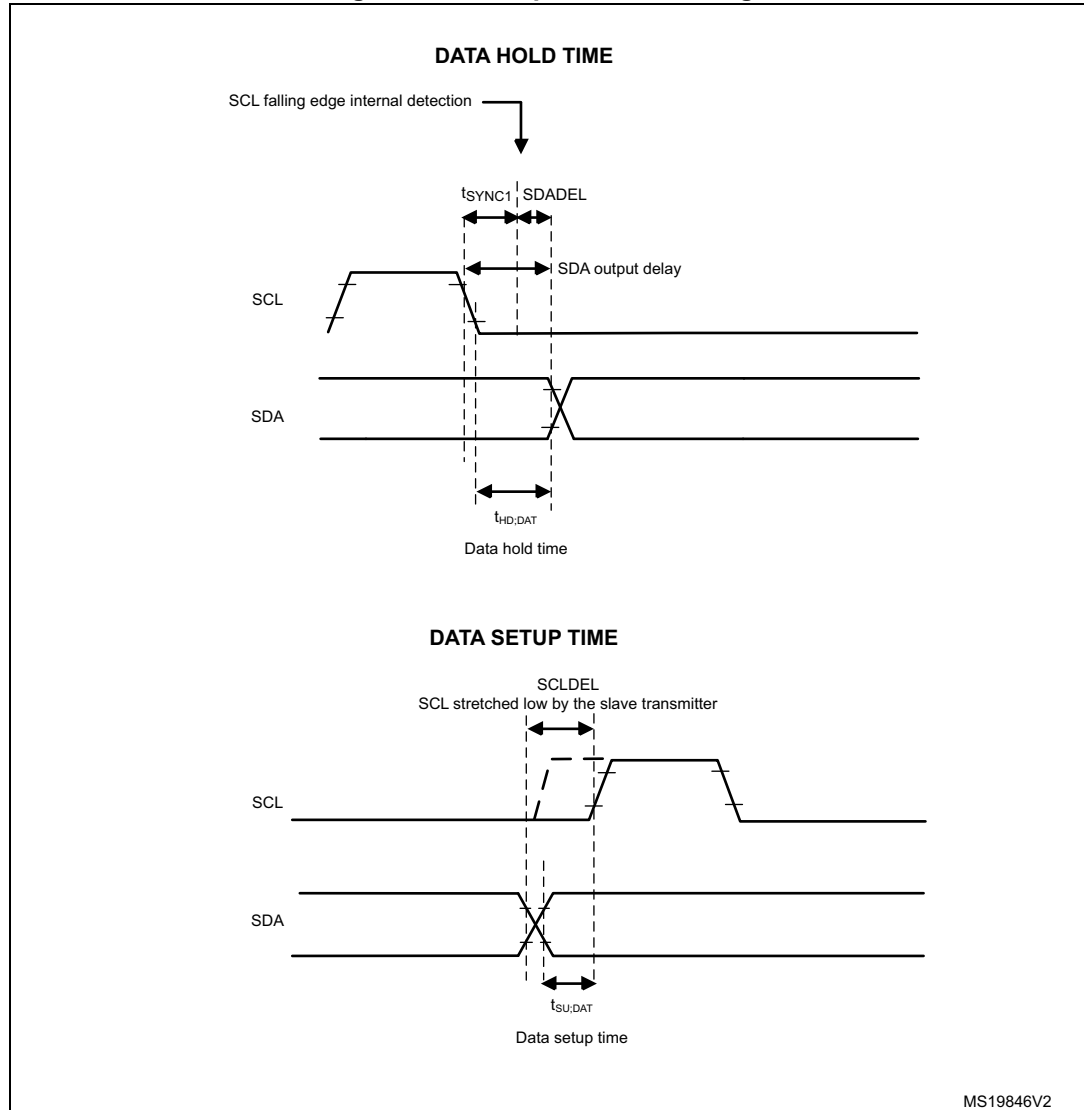 DATA HOLD TIME
SCL falling edge internal detection
tSYNC1 SDADEL
SDA output delay
SCL
SDA
tHD;DAT
Data hold time
DATA SETUP TIME
SCLDEL
SCL stretched low by the slave transmitter
SCL
SDA
tSU;DAT
Data setup time
MS19846V2